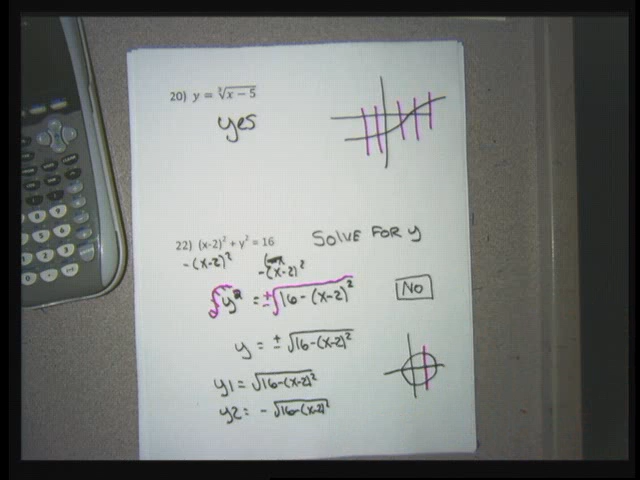 20) y = ∛(x − 5)
yes
22) (x-2)² + y² = 16
SOLVE FOR y
-(x-2)² -(x-2)²
√y² = ±√16-(x-2)²
NO
y = ±√16-(x-2)²
y1 = √16-(x-2)²
y2 = -√16-(x-2)²